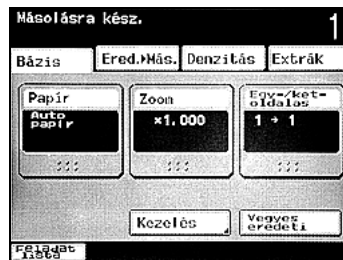 Másolásra kész.
1
Bázis
Ered.▸Más.
Denzitás
Extrák
Papír
Auto
papír
Zoom
×1.000
Egy-/két-
oldalas
1 → 1
Kezelés
Vegyes
eredeti
Feladat
lista